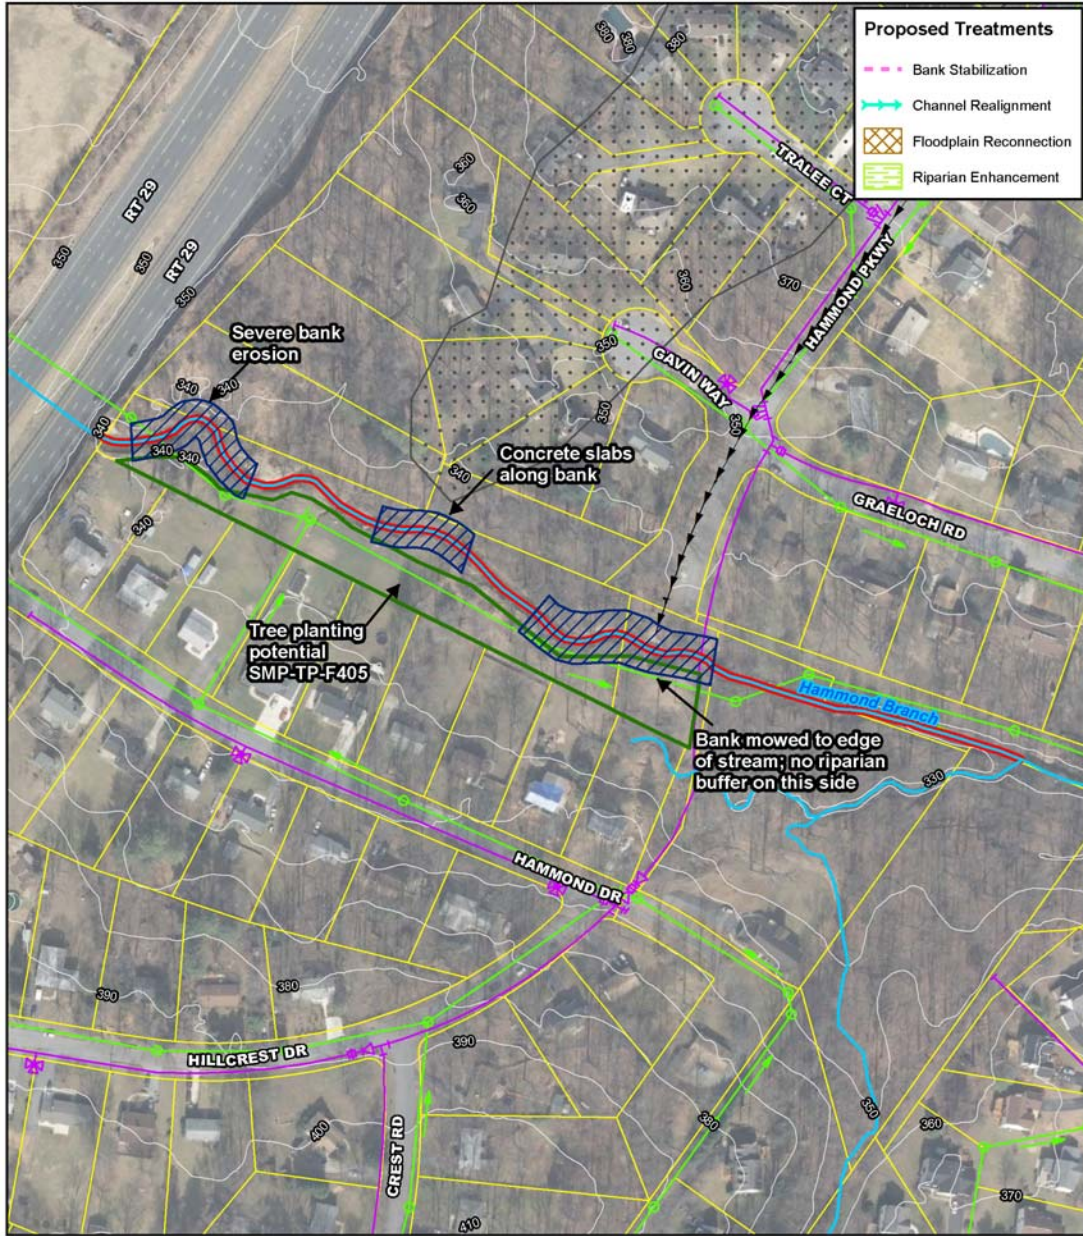 Proposed Treatments
Bank Stabilization
Channel Realignment
Floodplain Reconnection
Riparian Enhancement
380
380
380
380
TRALEE CT
RT 29
360
360
HAMMOND PKWY
350
350
RT 29
350
370
360
Severe bank
erosion
350
GAVIN WAY
340
340
350
350
340
340
340
Concrete slabs
along bank
340
340
GRAELOCH RD
Tree planting
potential
SMP-TP-F405
Hammond Branch
Bank mowed to edge
of stream; no riparian
buffer on this side
330
HAMMOND DR
390
380
HILLCREST DR
390
350
400
CREST RD
380
360
370
410